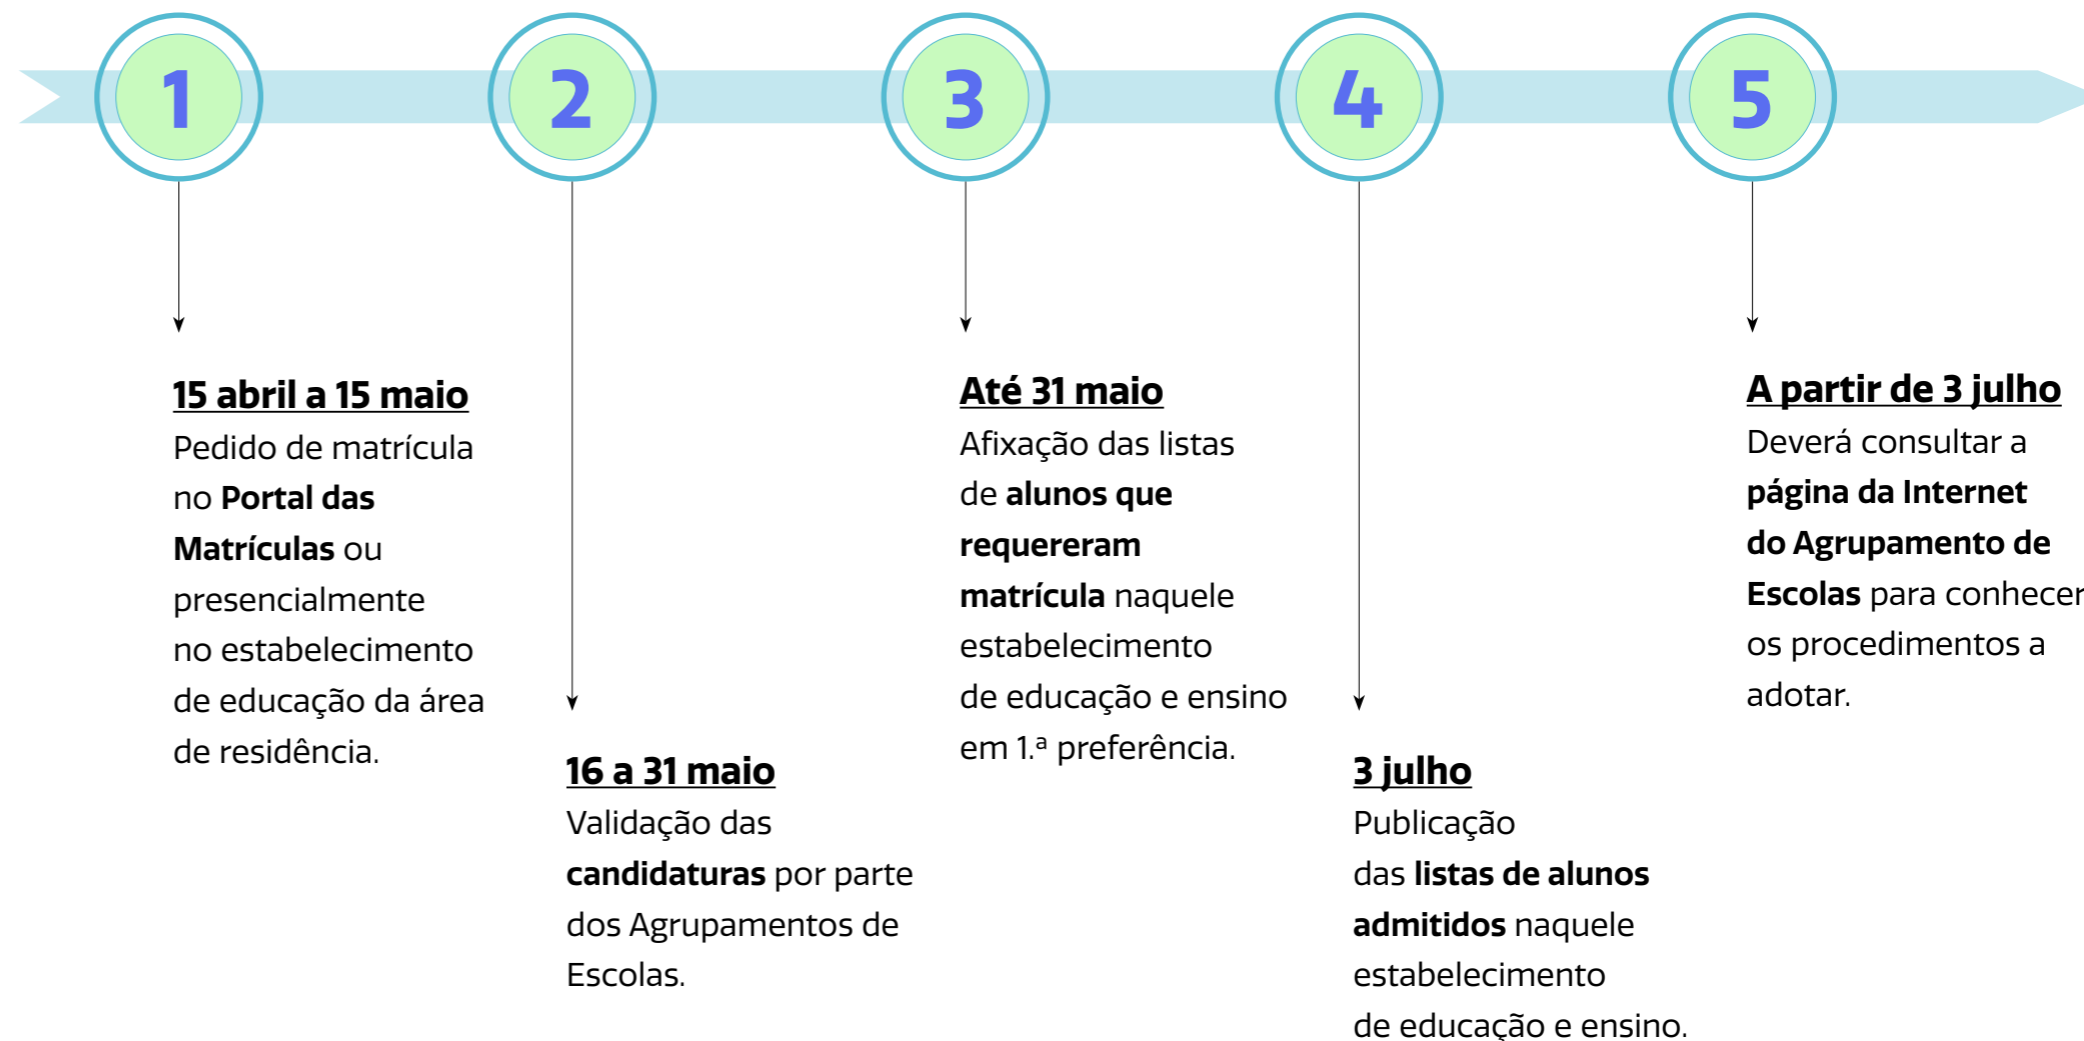 1
2
3
4
5
15 abril a 15 maio
Pedido de matrícula
no Portal das
Matrículas ou
presencialmente
no estabelecimento
de educação da área
de residência.
16 a 31 maio
Validação das
candidaturas por parte
dos Agrupamentos de
Escolas.
Até 31 maio
Afixação das listas
de alunos que
requereram
matrícula naquele
estabelecimento
de educação e ensino
em 1.ª preferência.
3 julho
Publicação
das listas de alunos
admitidos naquele
estabelecimento
de educação e ensino.
A partir de 3 julho
Deverá consultar a
página da Internet
do Agrupamento de
Escolas para conhecer
os procedimentos a
adotar.